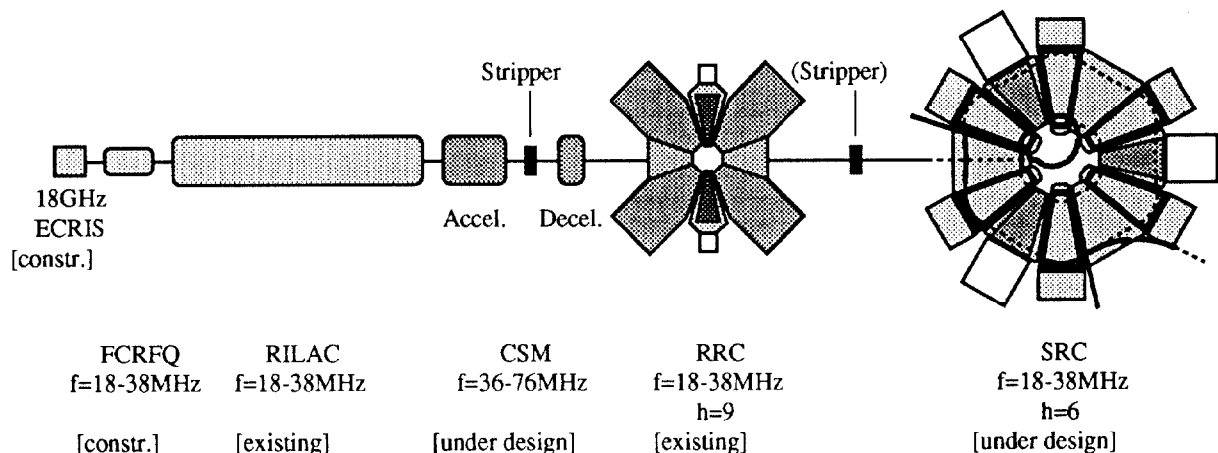 Stripper
(Stripper)
18GHz
ECRIS
[constr.]
Accel.
Decel.
FCRFQ
f=18-38MHz
[constr.]
RILAC
f=18-38MHz
[existing]
CSM
f=36-76MHz
[under design]
RRC
f=18-38MHz
h=9
[existing]
SRC
f=18-38MHz
h=6
[under design]